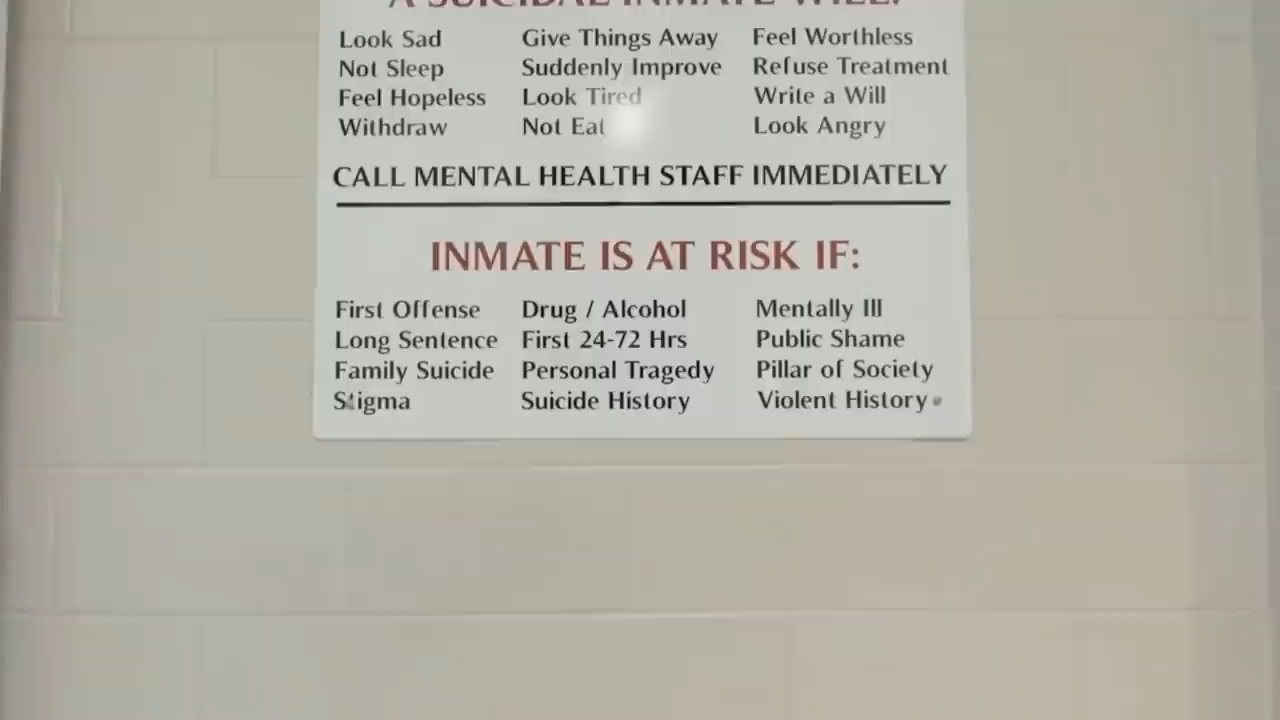 A SUICIDAL INMATE WILL:
Look Sad Give Things Away Feel Worthless
Not Sleep Suddenly Improve Refuse Treatment
Feel Hopeless Look Tired Write a Will
Withdraw Not Eat Look Angry
CALL MENTAL HEALTH STAFF IMMEDIATELY
INMATE IS AT RISK IF:
First Offense Drug / Alcohol Mentally Ill
Long Sentence First 24-72 Hrs Public Shame
Family Suicide Personal Tragedy Pillar of Society
Stigma Suicide History Violent History